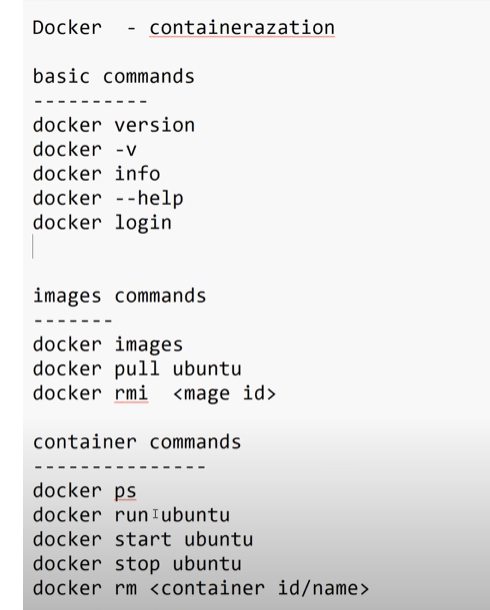 Docker  - containerazation
basic commands
----------
docker version
docker -v
docker info
docker --help
docker login
images commands
-------
docker images
docker pull ubuntu
docker rmi  <mage id>
container commands
---------------
docker ps
docker run ubuntu
docker start ubuntu
docker stop ubuntu
docker rm <container id/name>